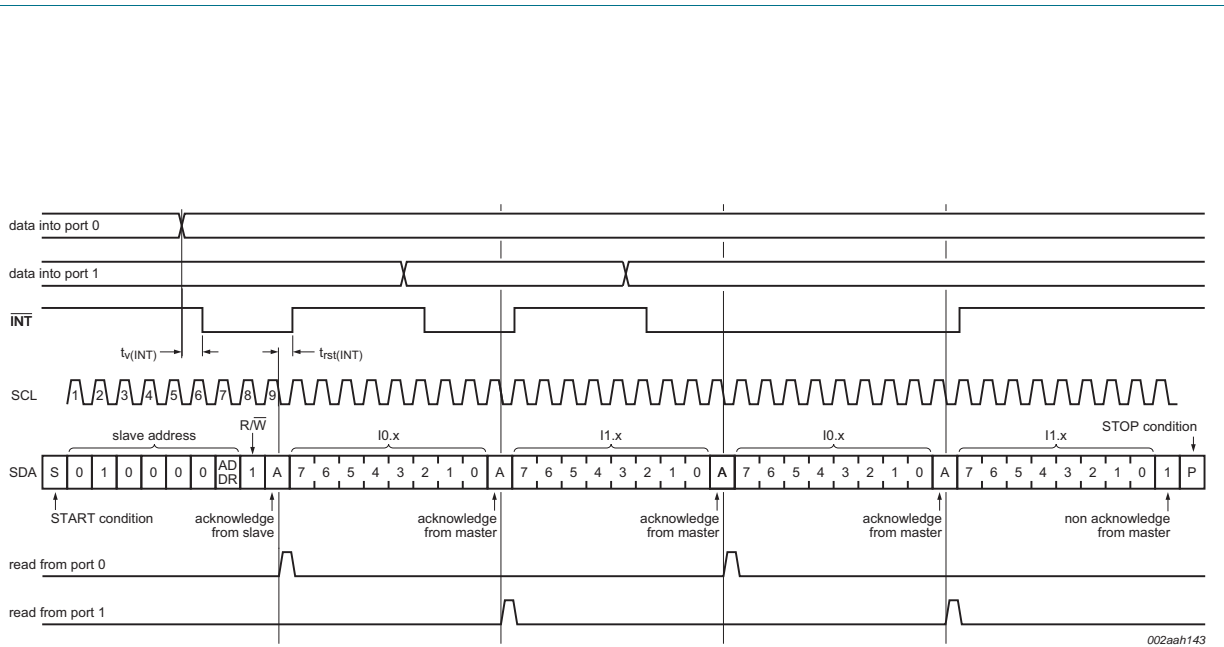 data into port 0
data into port 1
INT
tv(INT)
trst(INT)
SCL
1 2 3 4 5 6 7 8 9
R/W
STOP condition
slave address
I0.x
I1.x
I0.x
I1.x
SDA S 0 1 0 0 0 0 AD DR 1 A 7 6 5 4 3 2 1 0 A 7 6 5 4 3 2 1 0 A 7 6 5 4 3 2 1 0 A 7 6 5 4 3 2 1 0 1 P
START condition
acknowledge
from slave
acknowledge
from master
acknowledge
from master
acknowledge
from master
non acknowledge
from master
read from port 0
read from port 1
002aah143